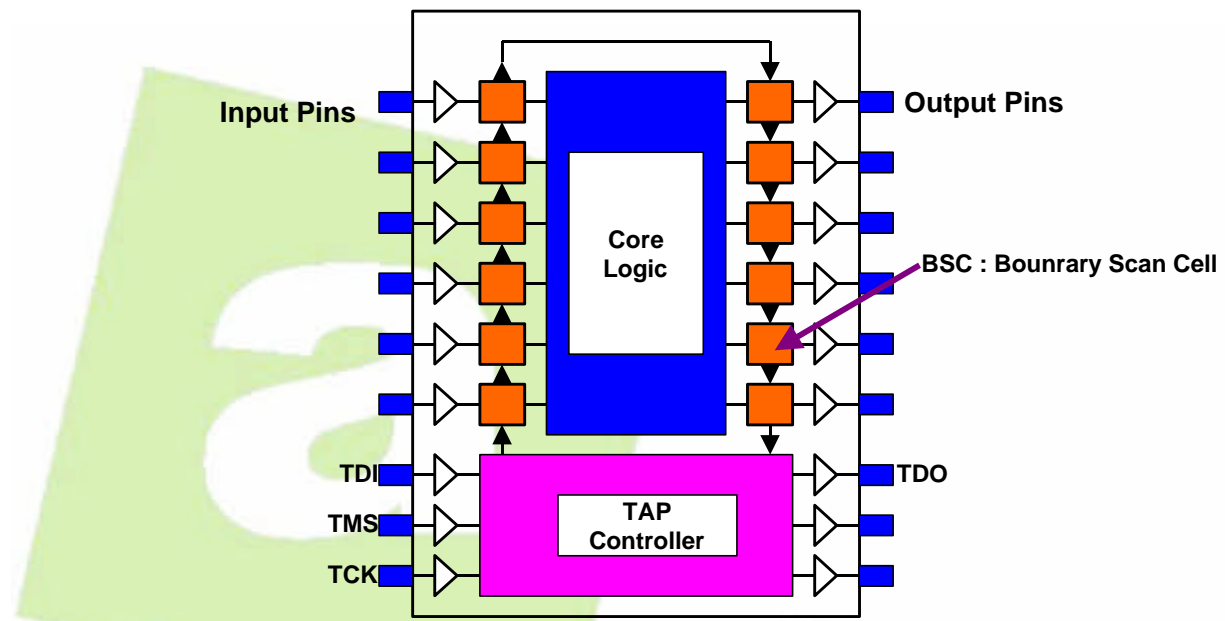 Input Pins
Output Pins
Core
Logic
BSC : Bounrary Scan Cell
TDI
TDO
TMS
TAP
Controller
TCK